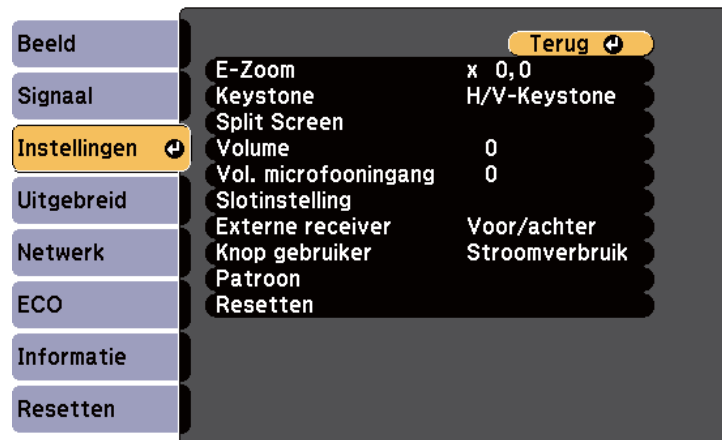 Beeld
Signaal
Instellingen
Uitgebreid
Netwerk
ECO
Informatie
Resetten
Terug
E-Zoom x 0,0
Keystone H/V-Keystone
Split Screen
Volume 0
Vol. microfooningang 0
Slotinstelling
Externe receiver Voor/achter
Knop gebruiker Stroomverbruik
Patroon
Resetten